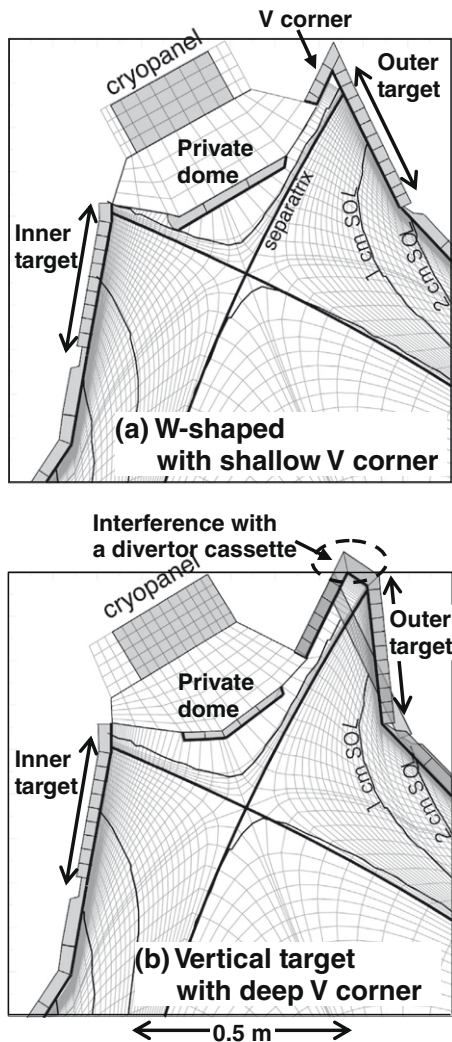 V corner
cryopanel
Outer
target
Private
dome
separatrix
Inner
target
1 cm SOL
2 cm SOL
(a) W-shaped
with shallow V corner
Interference with
a divertor cassette
cryopanel
Outer
target
Private
dome
Inner
target
1 cm SOL
2 cm SOL
(b) Vertical target
with deep V corner
0.5 m